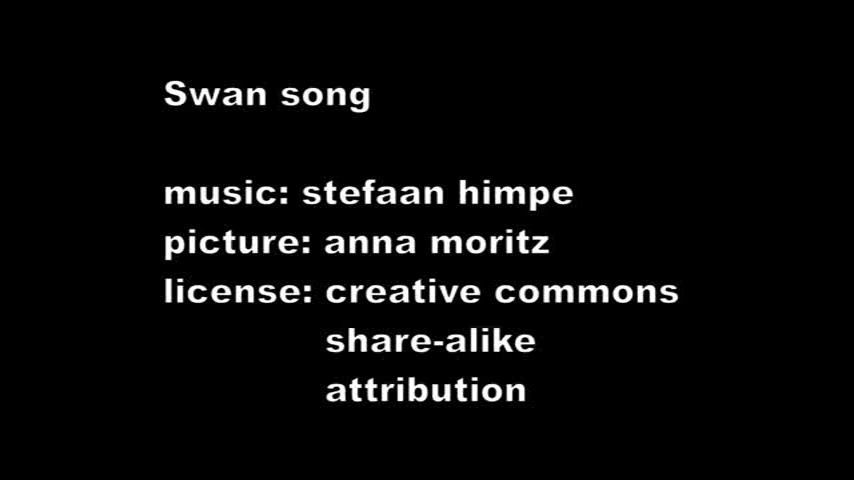 Swan song
music: stefaan himpe
picture: anna moritz
license: creative commons
share-alike
attribution